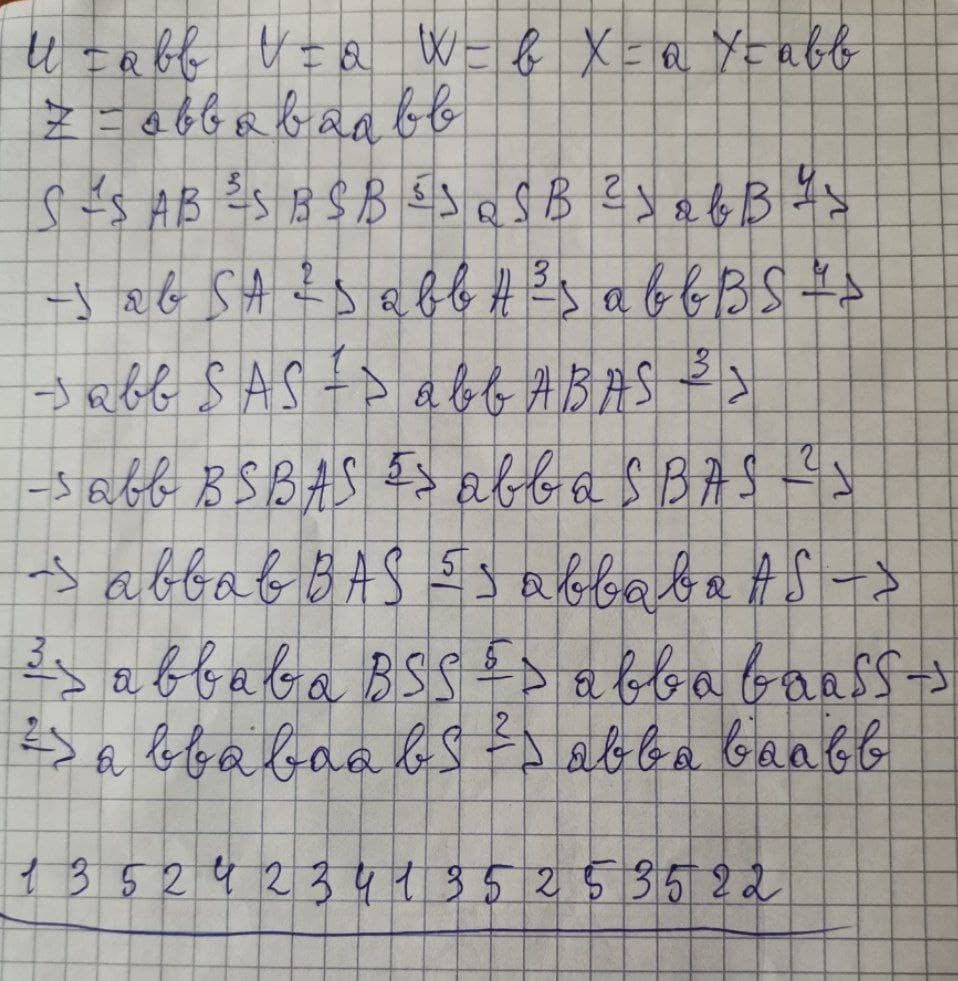 U = abb V = a W = b X = a Y = abb
Z = abbabaabb
S -1> AB -3> BSB -5> aSB -2> abB -4>
-> abSA -2> abbA -3> abbBS -4>
-> abbSAS -1> abbABAS -3>
-> abbBSBAS -5> abbaSBAS -2>
-> abbabBAS -5> abbabaAS ->
-3> abbabaBSS -5> abbabaaSS ->
-2> abbabaabS -2> abbabaabb
1 3 5 2 4 2 3 4 1 3 5 2 5 3 5 2 2